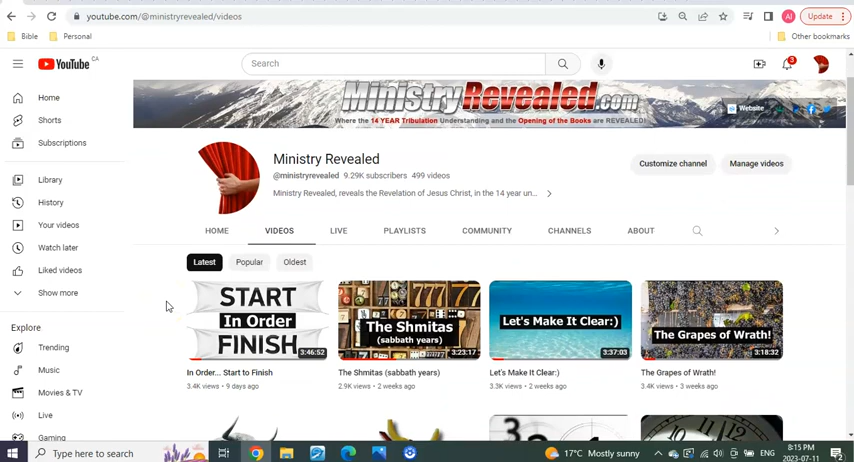 youtube.com/@ministryrevealed/videos
AI
Update
Bible
Personal
Other bookmarks
YouTube CA
Search
3
MinistryRevealed.com
Website
Where the 14 YEAR Tribulation Understanding and the Opening of the Books are REVEALED!
Home
Shorts
Subscriptions
Library
History
Your videos
Watch later
Liked videos
Show more
Explore
Trending
Music
Movies & TV
Live
Gaming
Ministry Revealed
@ministryrevealed 9.29K subscribers 499 videos
Ministry Revealed, reveals the Revelation of Jesus Christ, in the 14 year un...
Customize channel
Manage videos
HOME
VIDEOS
LIVE
PLAYLISTS
COMMUNITY
CHANNELS
ABOUT
Latest
Popular
Oldest
START
In Order
FINISH
3:46:52
In Order... Start to Finish
3.4K views • 9 days ago
777
The Shmitas
(sabbath years)
3:23:17
The Shmitas (sabbath years)
2.9K views • 2 weeks ago
Let's Make It Clear:)
3:37:03
Let's Make It Clear:)
3.3K views • 2 weeks ago
The Grapes of Wrath!
3:18:32
The Grapes of Wrath!
3.4K views • 3 weeks ago
Type here to search
17°C Mostly sunny
ENG
8:15 PM
2023-07-11
2